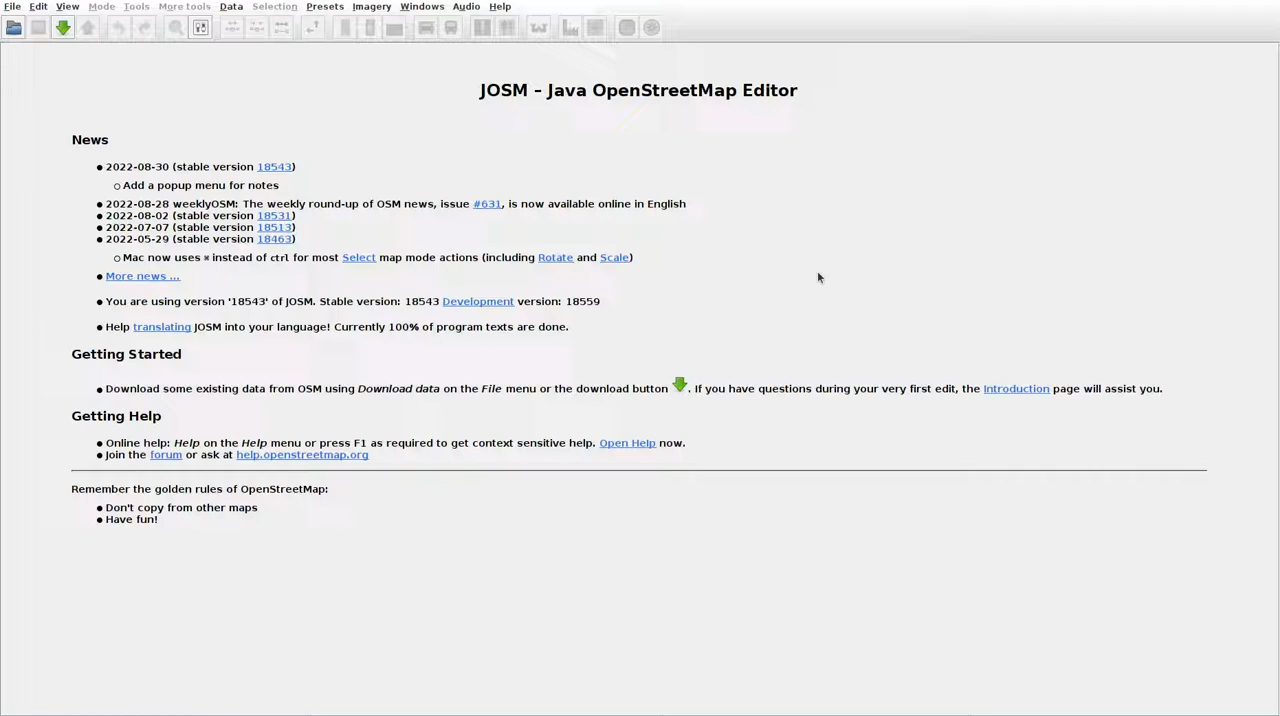 File Edit View Mode Tools More tools Data Selection Presets Imagery Windows Audio Help
JOSM – Java OpenStreetMap Editor
News
2022-08-30 (stable version 18543)
Add a popup menu for notes
2022-08-28 weeklyOSM: The weekly round-up of OSM news, issue #631, is now available online in English
2022-08-02 (stable version 18531)
2022-07-07 (stable version 18513)
2022-05-29 (stable version 18463)
Mac now uses ⌘ instead of ctrl for most Select map mode actions (including Rotate and Scale)
More news ...
You are using version '18543' of JOSM. Stable version: 18543 Development version: 18559
Help translating JOSM into your language! Currently 100% of program texts are done.
Getting Started
Download some existing data from OSM using Download data on the File menu or the download button . If you have questions during your very first edit, the Introduction page will assist you.
Getting Help
Online help: Help on the Help menu or press F1 as required to get context sensitive help. Open Help now.
Join the forum or ask at help.openstreetmap.org
Remember the golden rules of OpenStreetMap:
Don't copy from other maps
Have fun!